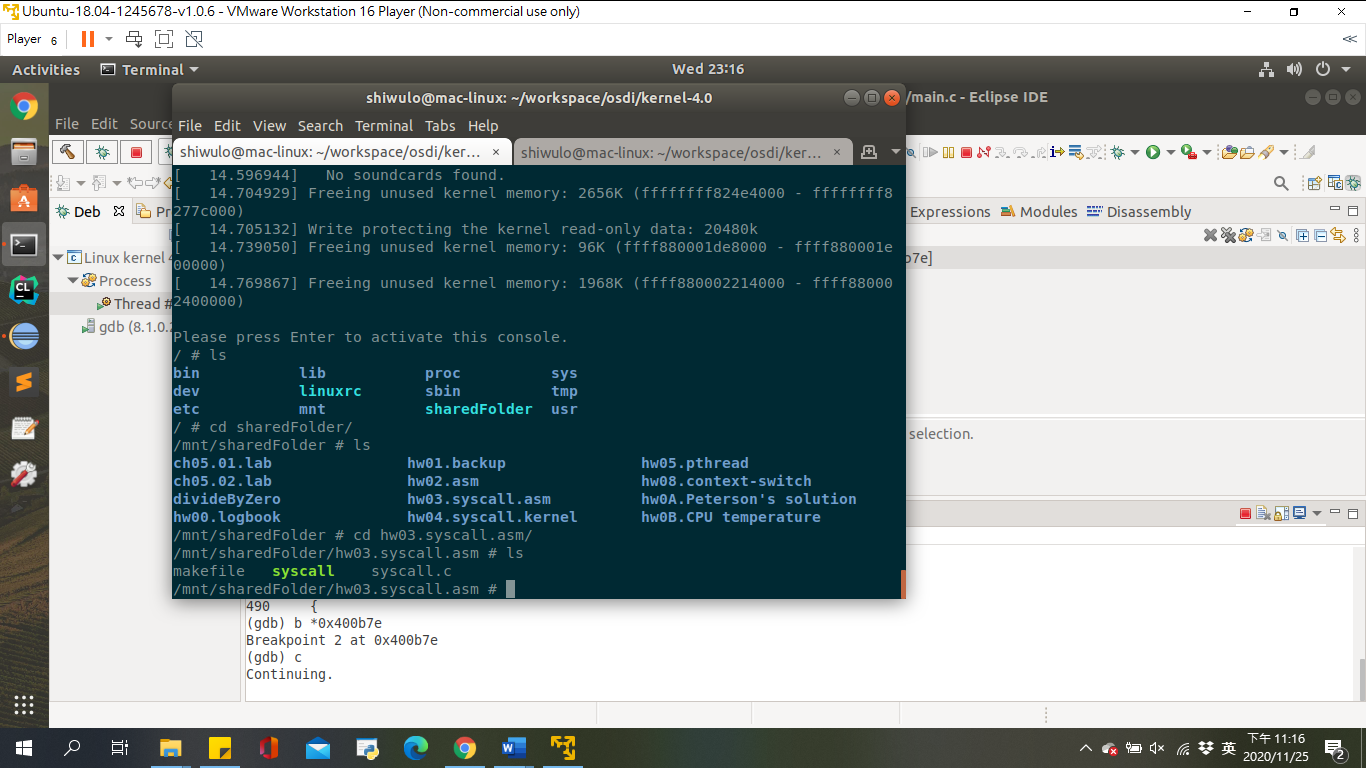 Ubuntu-18.04-1245678-v1.0.6 - VMware Workstation 16 Player (Non-commercial use only)
Player 6
Activities Terminal Wed 23:16
/main.c - Eclipse IDE
File Edit Source
shiwulo@mac-linux: ~/workspace/osdi/kernel-4.0
File Edit View Search Terminal Tabs Help
shiwulo@mac-linux: ~/workspace/osdi/ker... × shiwulo@mac-linux: ~/workspace/osdi/ker... ×
[   14.596944]   No soundcards found.
[   14.704929] Freeing unused kernel memory: 2656K (ffffffff824e4000 - ffffffff8
277c000)
[   14.705132] Write protecting the kernel read-only data: 20480k
[   14.739050] Freeing unused kernel memory: 96K (ffff880001de8000 - ffff880001e
00000)
[   14.769867] Freeing unused kernel memory: 1968K (ffff880002214000 - ffff88000
2400000)
Please press Enter to activate this console.
/ # ls
bin lib proc sys
dev linuxrc sbin tmp
etc mnt sharedFolder usr
/ # cd sharedFolder/
/mnt/sharedFolder # ls
ch05.01.lab hw01.backup hw05.pthread
ch05.02.lab hw02.asm hw08.context-switch
divideByZero hw03.syscall.asm hw0A.Peterson's solution
hw00.logbook hw04.syscall.kernel hw0B.CPU temperature
/mnt/sharedFolder # cd hw03.syscall.asm/
/mnt/sharedFolder/hw03.syscall.asm # ls
makefile syscall syscall.c
/mnt/sharedFolder/hw03.syscall.asm #
Deb Pr
Linux kernel 4
Process
Thread #
gdb (8.1.0.2
Expressions Modules Disassembly
b7e]
selection.
490     {
(gdb) b *0x400b7e
Breakpoint 2 at 0x400b7e
(gdb) c
Continuing.
英 下午 11:16
2020/11/25
2